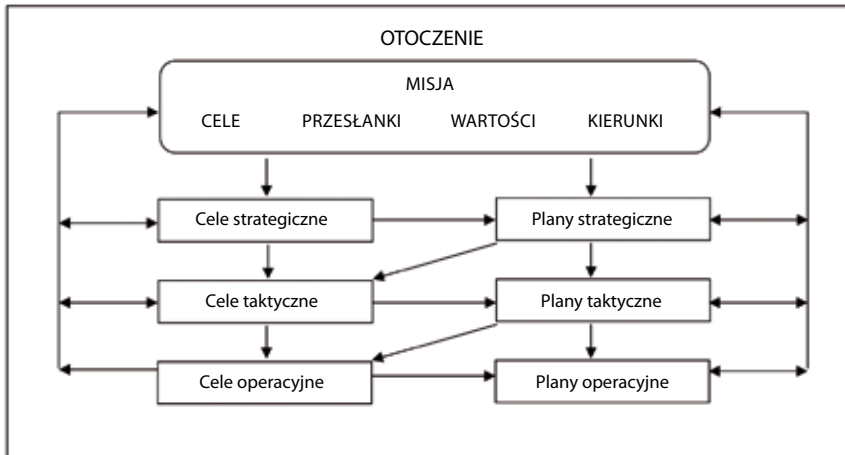 OTOCZENIE
MISJA
CELE PRZESŁANKI WARTOŚCI KIERUNKI
Cele strategiczne Plany strategiczne
Cele taktyczne Plany taktyczne
Cele operacyjne Plany operacyjne